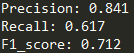 Precision: 0.841
Recall: 0.617
F1_score: 0.712